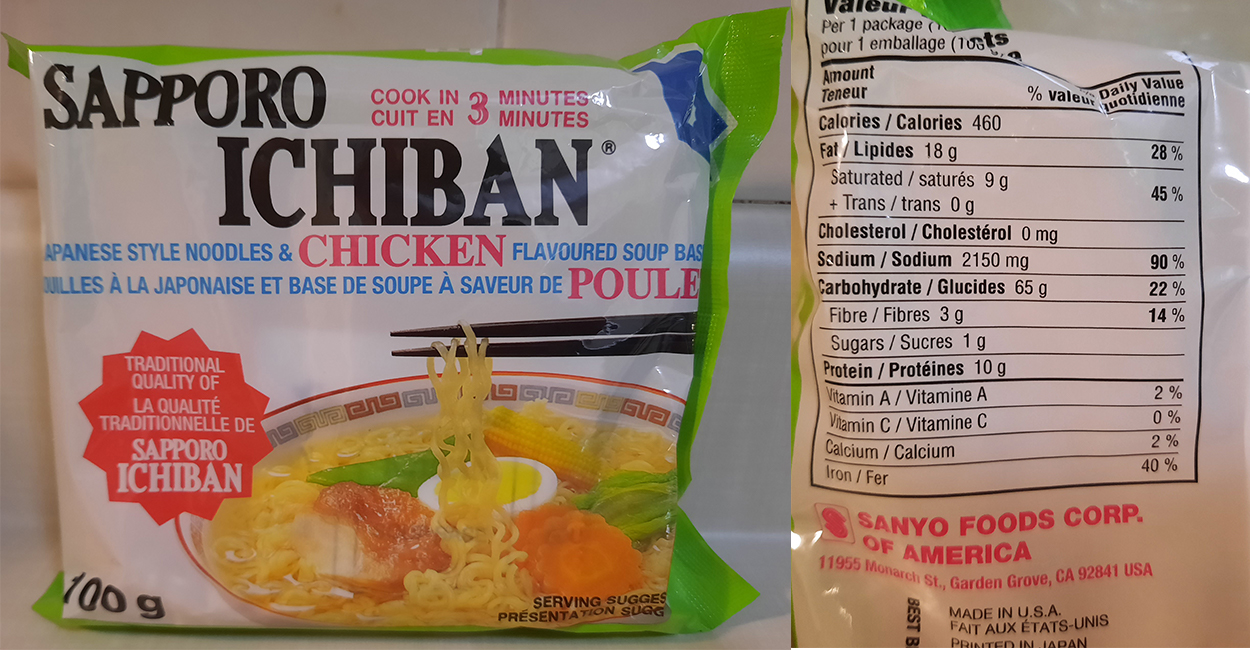 SAPPORO
ICHIBAN®
COOK IN 3 MINUTES
CUIT EN 3 MINUTES
APANESE STYLE NOODLES & CHICKEN FLAVOURED SOUP BAS
UILLES À LA JAPONAISE ET BASE DE SOUPE À SAVEUR DE POULE
TRADITIONAL
QUALITY OF
LA QUALITÉ
TRADITIONNELLE DE
SAPPORO
ICHIBAN
100 g
SERVING SUGGES
PRÉSENTATION SUGG
Valeur
Per 1 package
pour 1 emballage
Amount
Teneur
% valeur
Daily Value
quotidienne
Calories / Calories 460
Fat / Lipides 18 g 28 %
Saturated / saturés 9 g
+ Trans / trans 0 g 45 %
Cholesterol / Cholestérol 0 mg
Sodium / Sodium 2150 mg 90 %
Carbohydrate / Glucides 65 g 22 %
Fibre / Fibres 3 g 14 %
Sugars / Sucres 1 g
Protein / Protéines 10 g
Vitamin A / Vitamine A 2 %
Vitamin C / Vitamine C 0 %
Calcium / Calcium 2 %
Iron / Fer 40 %
SANYO FOODS CORP.
OF AMERICA
11955 Monarch St., Garden Grove, CA 92841 USA
BEST B
MADE IN U.S.A.
FAIT AUX ÉTATS-UNIS
PRINTED IN JAPAN